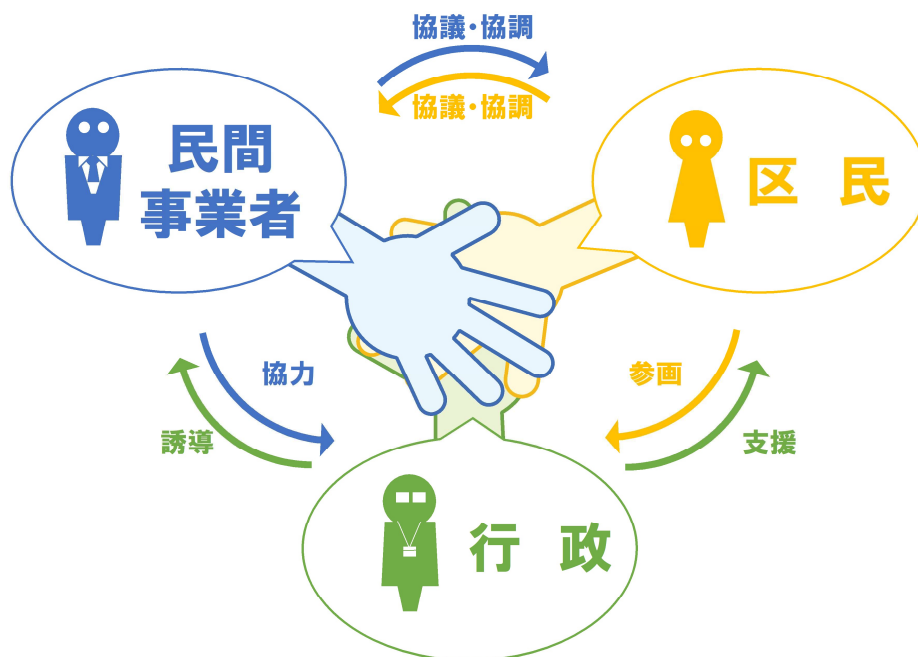 協議・協調
協議・協調
民間
事業者
区 民
協力
誘導
参画
支援
行 政